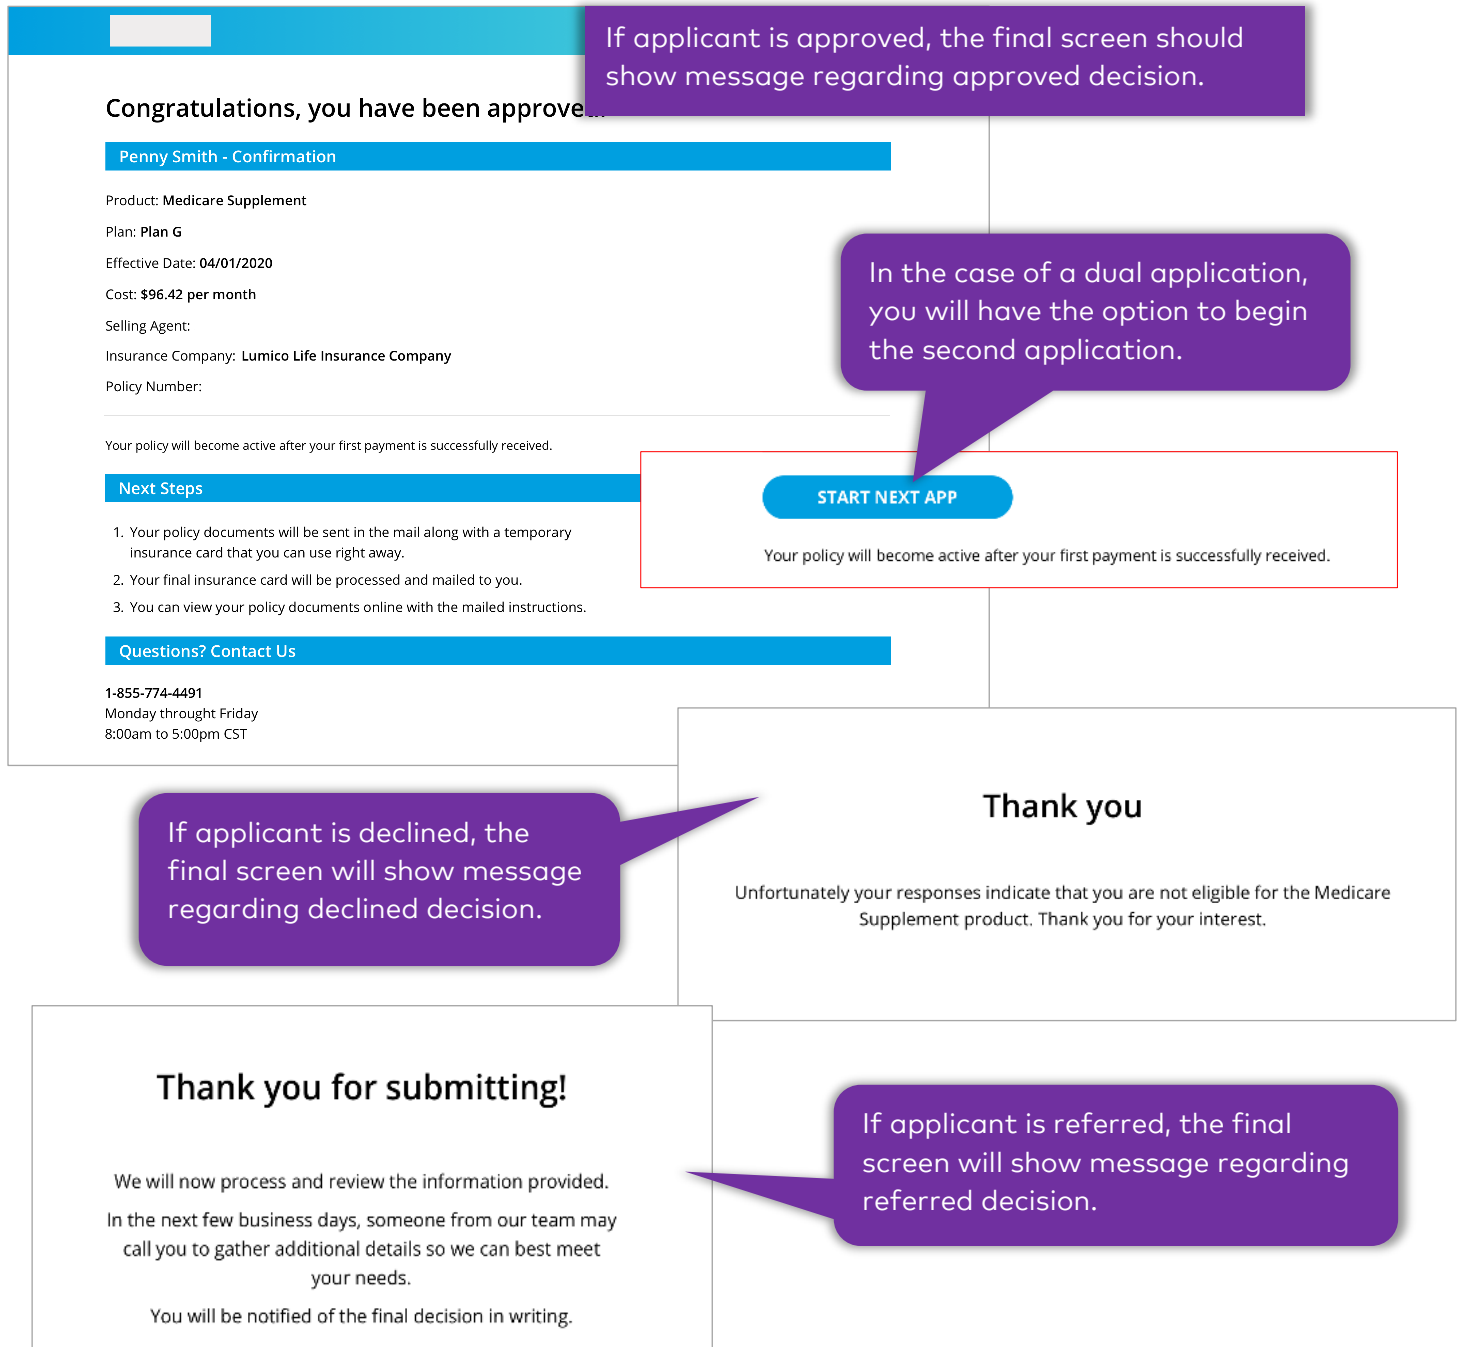 If applicant is approved, the final screen should
show message regarding approved decision.
Congratulations, you have been approved!
Penny Smith - Confirmation
Product: Medicare Supplement
Plan: Plan G
Effective Date: 04/01/2020
Cost: $96.42 per month
Selling Agent:
Insurance Company: Lumico Life Insurance Company
Policy Number:
In the case of a dual application,
you will have the option to begin
the second application.
Your policy will become active after your first payment is successfully received.
START NEXT APP
Your policy will become active after your first payment is successfully received.
Next Steps
1. Your policy documents will be sent in the mail along with a temporary
insurance card that you can use right away.
2. Your final insurance card will be processed and mailed to you.
3. You can view your policy documents online with the mailed instructions.
Questions? Contact Us
1-855-774-4491
Monday throught Friday
8:00am to 5:00pm CST
If applicant is declined, the
final screen will show message
regarding declined decision.
Thank you
Unfortunately your responses indicate that you are not eligible for the Medicare
Supplement product. Thank you for your interest.
Thank you for submitting!
We will now process and review the information provided.
In the next few business days, someone from our team may
call you to gather additional details so we can best meet
your needs.
You will be notified of the final decision in writing.
If applicant is referred, the final
screen will show message regarding
referred decision.